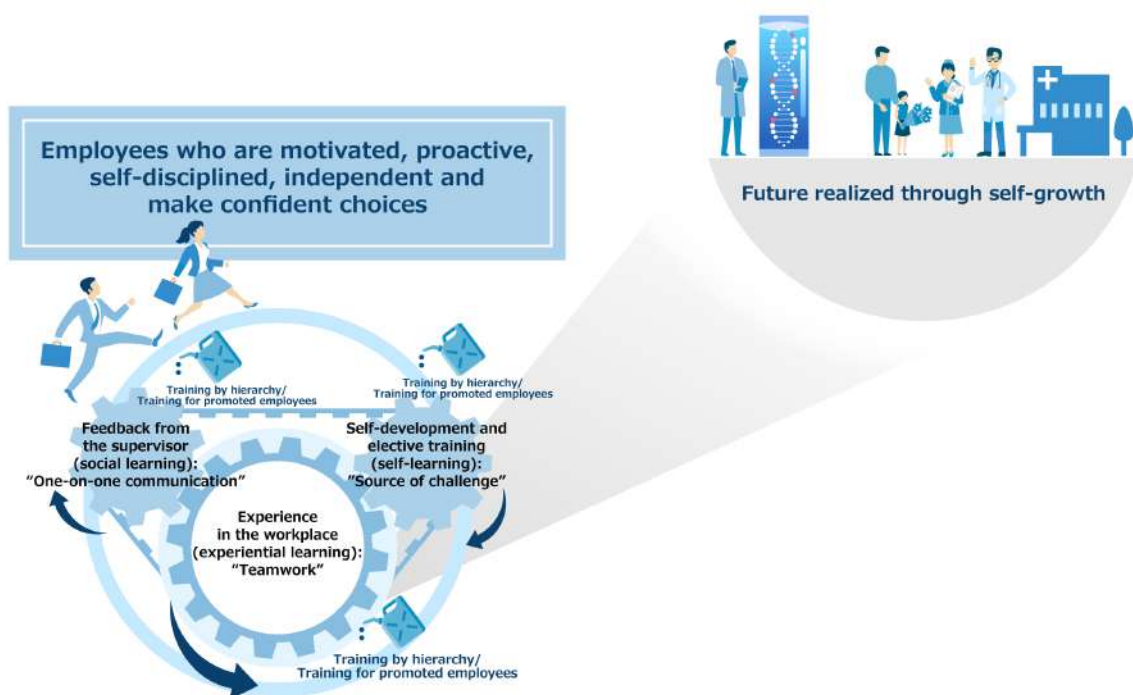 Employees who are motivated, proactive,
self-disciplined, independent and
make confident choices
Future realized through self-growth
Training by hierarchy/
Training for promoted employees
Training by hierarchy/
Training for promoted employees
Feedback from
the supervisor
(social learning):
“One-on-one communication”
Self-development and
elective training
(self-learning):
“Source of challenge”
Experience
in the workplace
(experiential learning):
“Teamwork”
Training by hierarchy/
Training for promoted employees